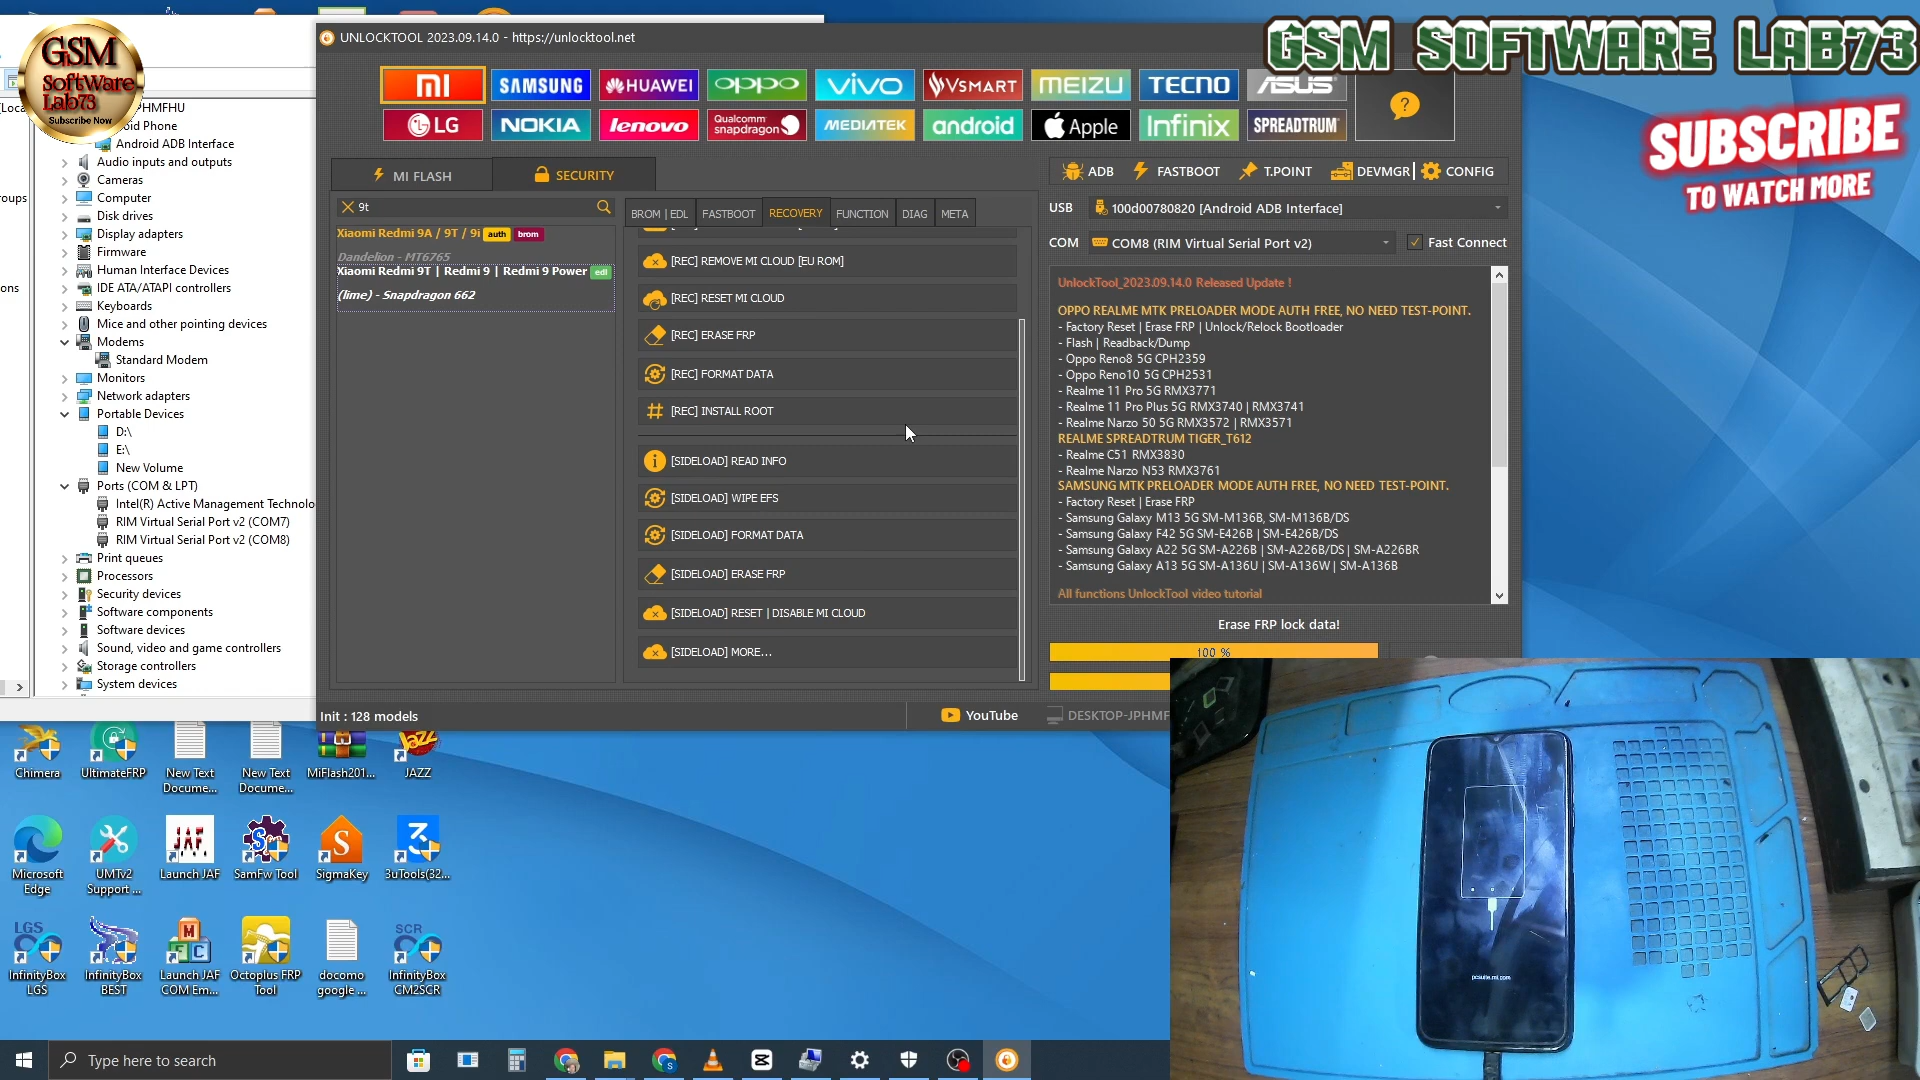 GSM SOFTWARE LAB73
SUBSCRIBE
TO WATCH MORE
GSM
SoftWare
Lab73
Subscribe Now
UNLOCKTOOL 2023.09.14.0 - https://unlocktool.net
MI
SAMSUNG
HUAWEI
oppo
vivo
VSMART
MEIZU
TECNO
ASUS
?
LG
NOKIA
lenovo
Qualcomm
snapdragon
MEDIATEK
android
Apple
Infinix
SPREADTRUM
PHMFHU
oid Phone
Android ADB Interface
Audio inputs and outputs
Cameras
Computer
Disk drives
Display adapters
Firmware
Human Interface Devices
IDE ATA/ATAPI controllers
Keyboards
Mice and other pointing devices
Modems
Standard Modem
Monitors
Network adapters
Portable Devices
D:\
E:\
New Volume
Ports (COM & LPT)
Intel(R) Active Management Technolo
RIM Virtual Serial Port v2 (COM7)
RIM Virtual Serial Port v2 (COM8)
Print queues
Processors
Security devices
Software components
Software devices
Sound, video and game controllers
Storage controllers
System devices
(Loca
oups
ons
MI FLASH
SECURITY
9t
Xiaomi Redmi 9A / 9T / 9i auth brom
Dandelion - MT6765
Xiaomi Redmi 9T | Redmi 9 | Redmi 9 Power edl
(lime) - Snapdragon 662
BROM | EDL
FASTBOOT
RECOVERY
FUNCTION
DIAG
META
[REC] REMOVE MI CLOUD [EU ROM]
[REC] RESET MI CLOUD
[REC] ERASE FRP
[REC] FORMAT DATA
[REC] INSTALL ROOT
[SIDELOAD] READ INFO
[SIDELOAD] WIPE EFS
[SIDELOAD] FORMAT DATA
[SIDELOAD] ERASE FRP
[SIDELOAD] RESET | DISABLE MI CLOUD
[SIDELOAD] MORE...
ADB
FASTBOOT
T.POINT
DEVMGR
CONFIG
USB
100d00780820 [Android ADB Interface]
COM
COM8 (RIM Virtual Serial Port v2)
Fast Connect
UnlockTool_2023.09.14.0 Released Update !
OPPO REALME MTK PRELOADER MODE AUTH FREE, NO NEED TEST-POINT.
- Factory Reset | Erase FRP | Unlock/Relock Bootloader
- Flash | Readback/Dump
- Oppo Reno8 5G CPH2359
- Oppo Reno10 5G CPH2531
- Realme 11 Pro 5G RMX3771
- Realme 11 Pro Plus 5G RMX3740 | RMX3741
- Realme Narzo 50 5G RMX3572 | RMX3571
REALME SPREADTRUM TIGER_T612
- Realme C51 RMX3830
- Realme Narzo N53 RMX3761
SAMSUNG MTK PRELOADER MODE AUTH FREE, NO NEED TEST-POINT.
- Factory Reset | Erase FRP
- Samsung Galaxy M13 5G SM-M136B, SM-M136B/DS
- Samsung Galaxy F42 5G SM-E426B | SM-E426B/DS
- Samsung Galaxy A22 5G SM-A226B | SM-A226B/DS | SM-A226BR
- Samsung Galaxy A13 5G SM-A136U | SM-A136W | SM-A136B
All functions UnlockTool video tutorial
Erase FRP lock data!
100 %
Init : 128 models
YouTube
DESKTOP-JPHMF
Chimera
UltimateFRP
New Text
Docume...
New Text
Docume...
MiFlash201...
JAZZ
JAZZ
Microsoft
Edge
UMTv2
Support ...
JAF
Launch JAF
SamFw Tool
S
SigmaKey
3uTools(32...
LGS
InfinityBox
LGS
InfinityBox
BEST
M
F C
Launch JAF
COM Em...
Octoplus FRP
Tool
docomo
google ...
SCR
InfinityBox
CM2SCR
Type here to search
pcsuite.mi.com